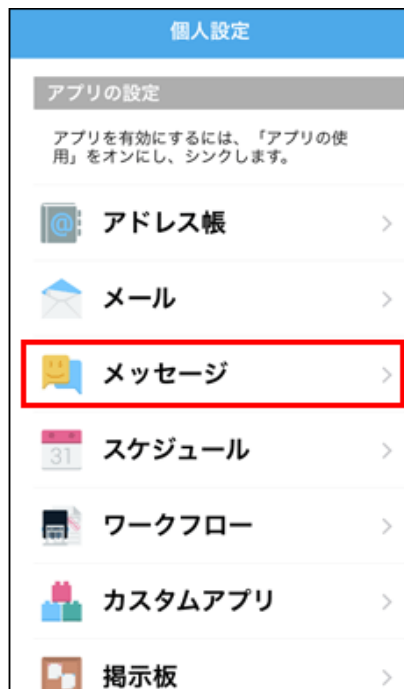 個人設定
アプリの設定
アプリを有効にするには、「アプリの使
用」をオンにし、シンクします。
@ アドレス帳
メール
メッセージ
31 スケジュール
ワークフロー
カスタムアプリ
掲示板